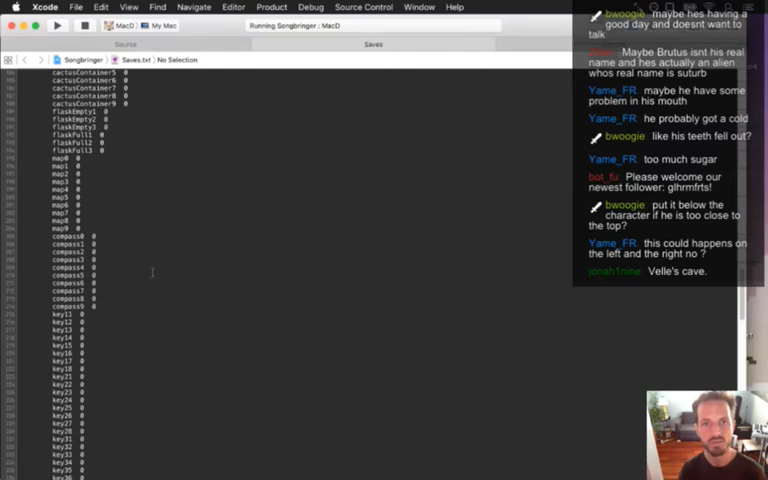 Xcode File Edit View Find Navigate Editor Product Debug Source Control Window Help
MacD My Mac
Running Songbringer : MacD
Source
Saves
Songbringer Saves.txt No Selection
cactusContainer5 0
cactusContainer6 0
cactusContainer7 0
cactusContainer8 0
cactusContainer9 0
flaskEmpty1 0
flaskEmpty2 0
flaskEmpty3 0
flaskFull1 0
flaskFull2 0
flaskFull3 0
map0 0
map1 0
map2 0
map3 0
map4 0
map5 0
map6 0
map7 0
map8 0
map9 0
compass0 0
compass1 0
compass2 0
compass3 0
compass4 0
compass5 0
compass6 0
compass7 0
compass8 0
compass9 0
key11 0
key12 0
key13 0
key14 0
key15 0
key16 0
key17 0
key18 0
key21 0
key22 0
key23 0
key24 0
key25 0
key26 0
key27 0
key28 0
key31 0
key32 0
key33 0
key34 0
key35 0
key36 0
bwoogie maybe hes having a
good day and doesnt want to
talk
Maybe Brutus isnt his real
name and hes actually an alien
whos real name is suturb
Yame_FR maybe he have some
problem in his mouth
Yame_FR he probably got a cold
bwoogie like his teeth fell out?
Yame_FR too much sugar
bot_fu: Please welcome our
newest follower: glhrmfrts!
bwoogie put it below the
character if he is too close to
the top?
Yame_FR this could happens on
the left and the right no ?
jonah1nine: Velle's cave.